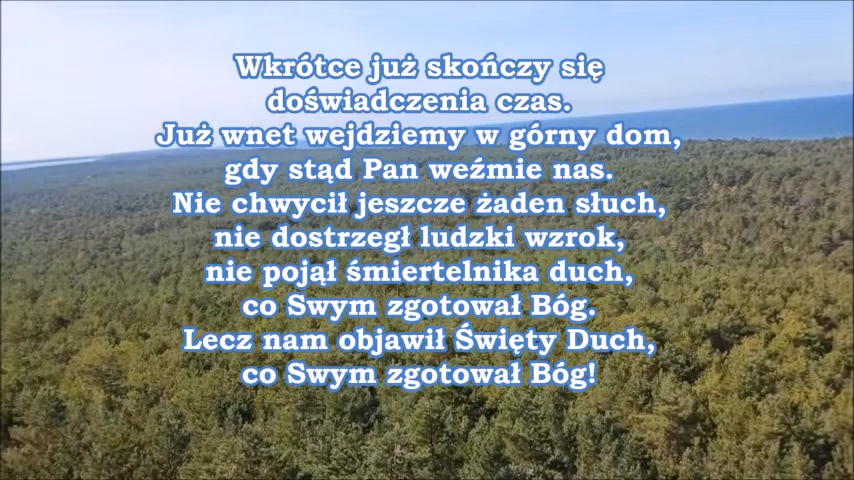 Wkrótce już skończy się
doświadczenia czas.
Już wnet wejdziemy w górny dom,
gdy stąd Pan weźmie nas.
Nie chwycił jeszcze żaden słuch,
nie dostrzegł ludzki wzrok,
nie pojął śmiertelnika duch,
co Swym zgotował Bóg.
Lecz nam objawił Święty Duch,
co Swym zgotował Bóg!